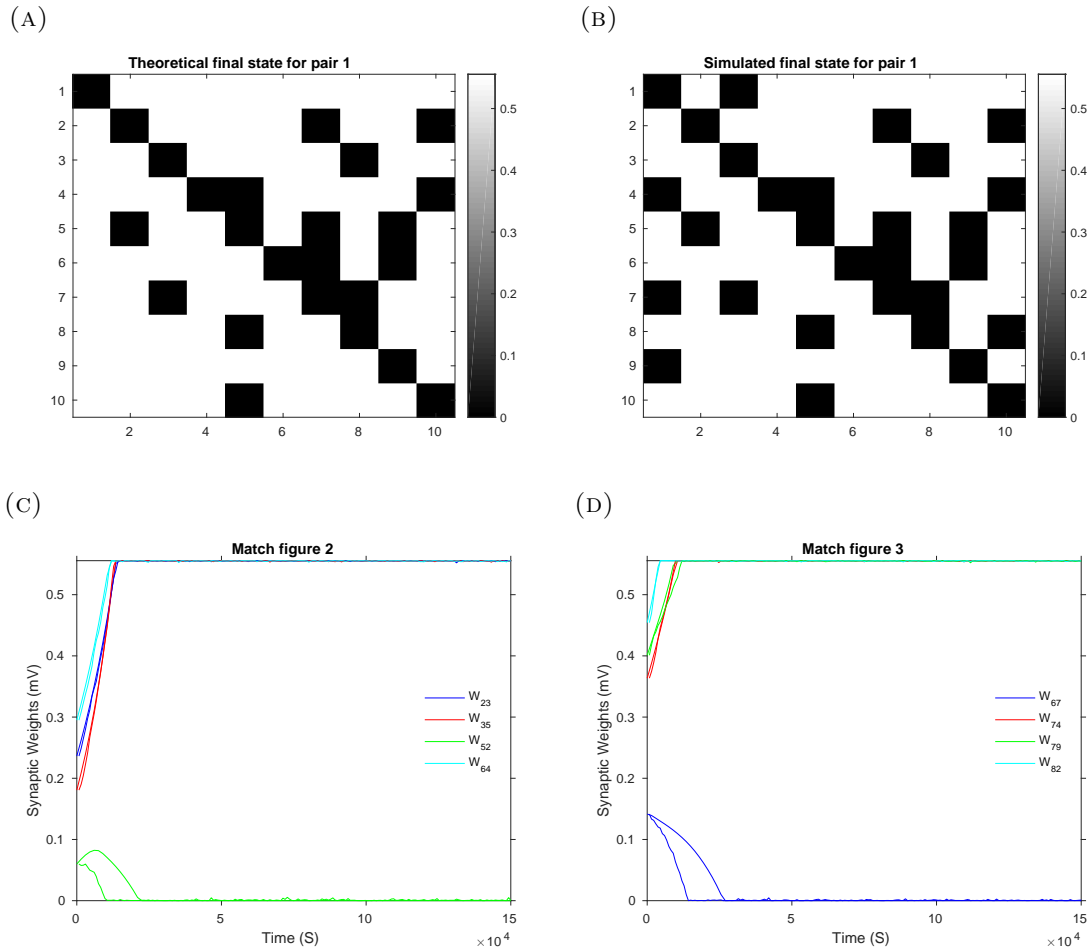 (A)
Theoretical final state for pair 1
1
2
3
4
5
6
7
8
9
10
2 4 6 8 10
0.5
0.4
0.3
0.2
0.1
0
(B)
Simulated final state for pair 1
1
2
3
4
5
6
7
8
9
10
2 4 6 8 10
0.5
0.4
0.3
0.2
0.1
0
(C)
Match figure 2
Synaptic Weights (mV)
0.5
0.4
0.3
0.2
0.1
0
W23
W35
W52
W64
0 5 10 15
Time (S)
×10^4
(D)
Match figure 3
Synaptic Weights (mV)
0.5
0.4
0.3
0.2
0.1
0
W67
W74
W79
W82
0 5 10 15
Time (S)
×10^4